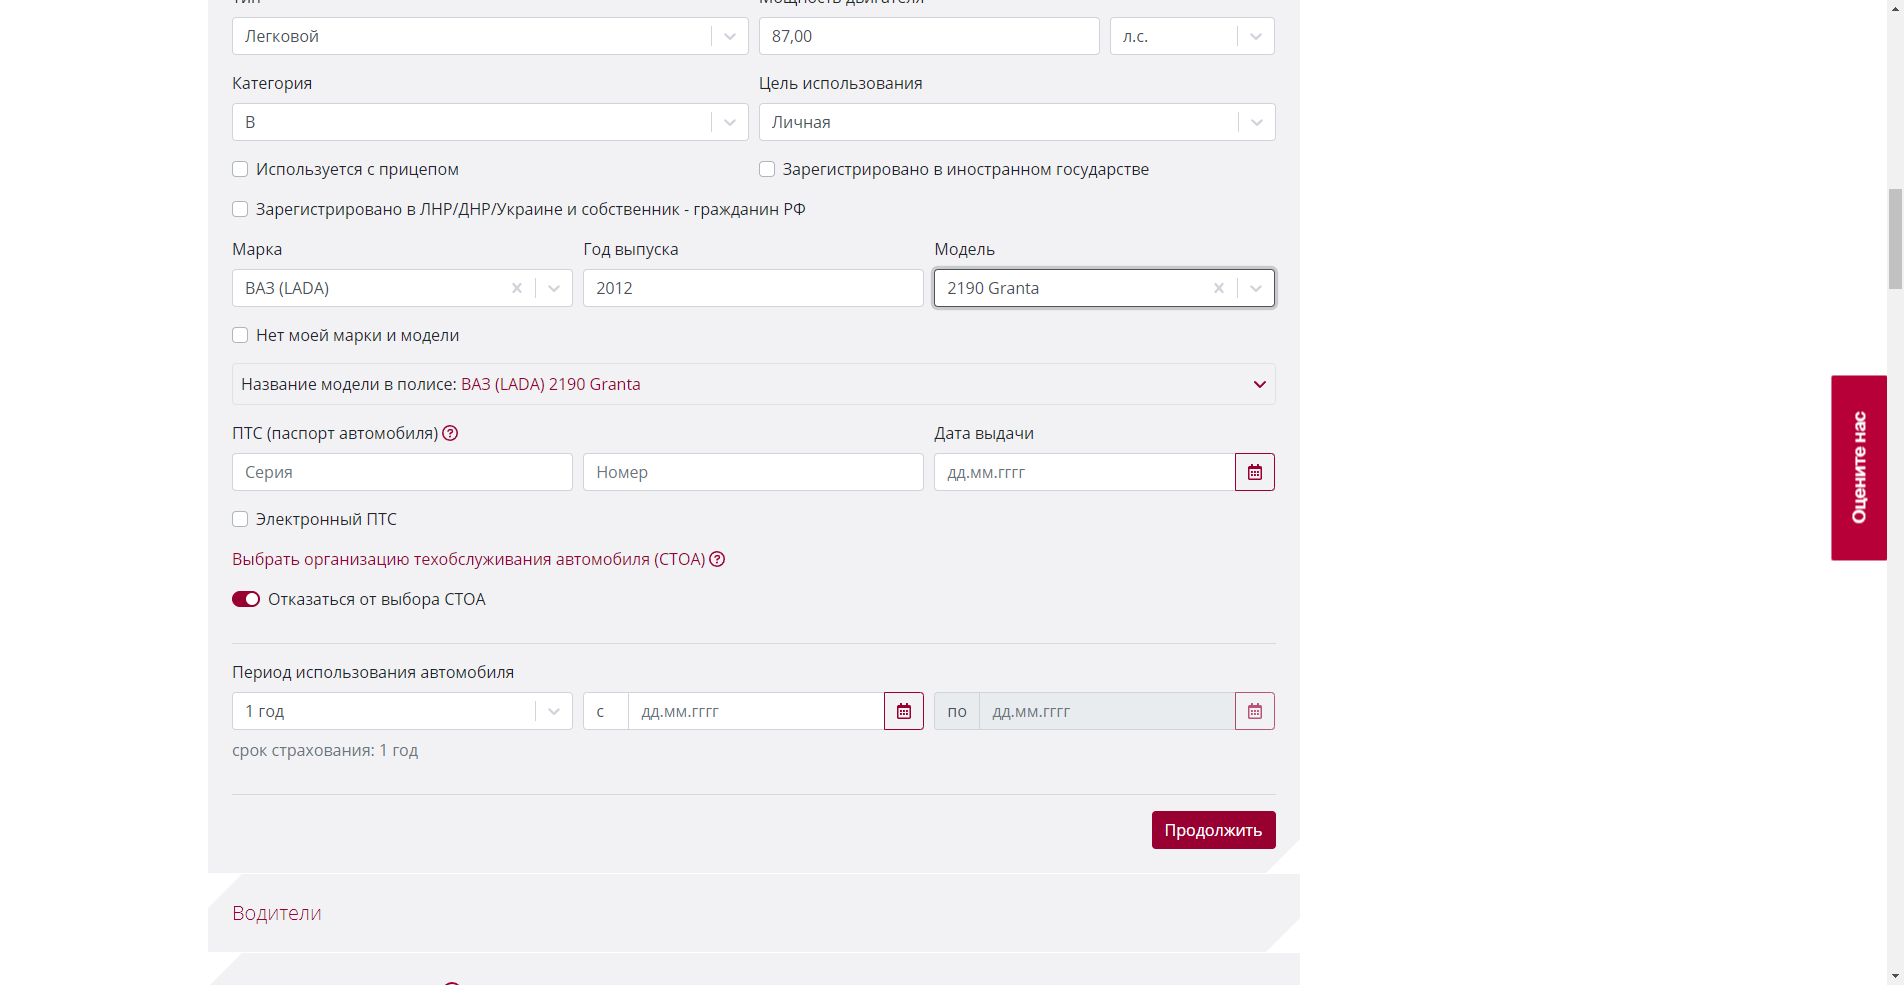 Тип Мощность двигателя
Легковой 87,00 л.с.
Категория Цель использования
B Личная
Используется с прицепом Зарегистрировано в иностранном государстве
Зарегистрировано в ЛНР/ДНР/Украине и собственник - гражданин РФ
Марка Год выпуска Модель
ВАЗ (LADA) 2012 2190 Granta
Нет моей марки и модели
Название модели в полисе: ВАЗ (LADA) 2190 Granta
ПТС (паспорт автомобиля) Дата выдачи
Серия Номер дд.мм.гггг
Электронный ПТС
Выбрать организацию техобслуживания автомобиля (СТОА)
Отказаться от выбора СТОА
Период использования автомобиля
1 год с дд.мм.гггг по дд.мм.гггг
срок страхования: 1 год
Продолжить
Водители
Оцените нас